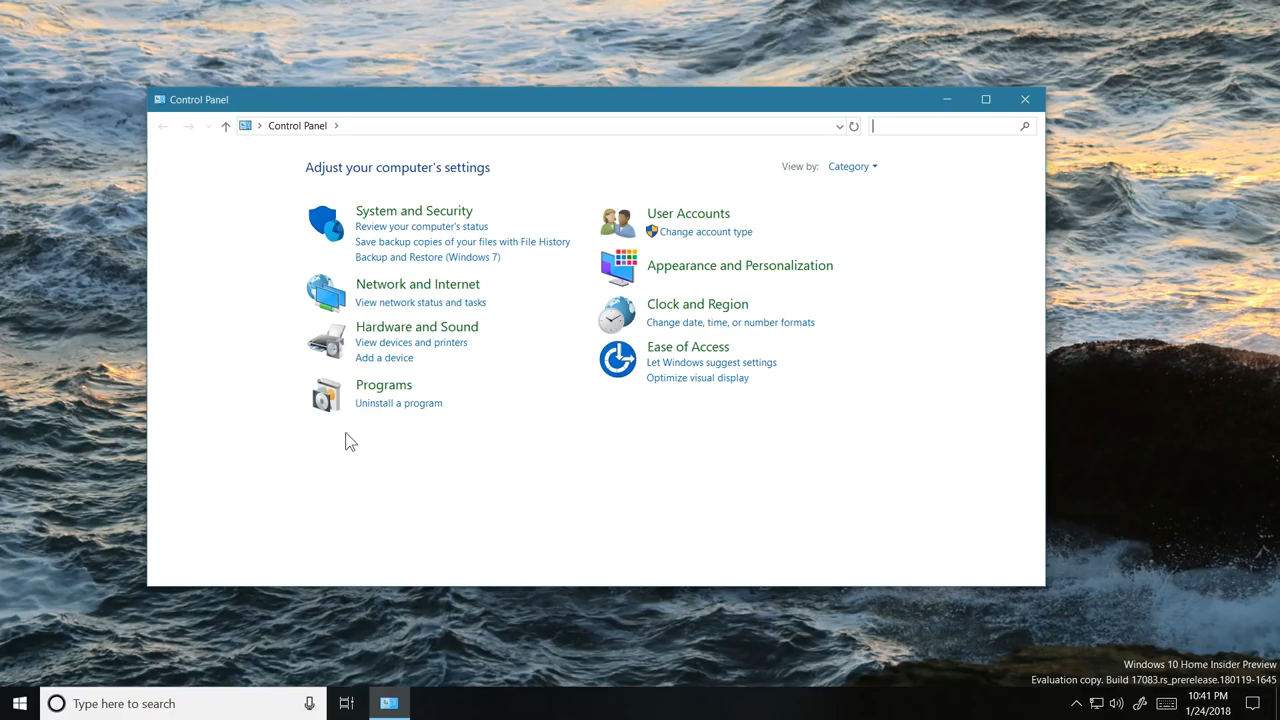 Control Panel
Control Panel
Adjust your computer's settings
View by: Category
System and Security
Review your computer's status
Save backup copies of your files with File History
Backup and Restore (Windows 7)
Network and Internet
View network status and tasks
Hardware and Sound
View devices and printers
Add a device
Programs
Uninstall a program
User Accounts
Change account type
Appearance and Personalization
Clock and Region
Change date, time, or number formats
Ease of Access
Let Windows suggest settings
Optimize visual display
Windows 10 Home Insider Preview
Evaluation copy. Build 17083.rs_prerelease.180119-1645
Type here to search
10:41 PM
1/24/2018